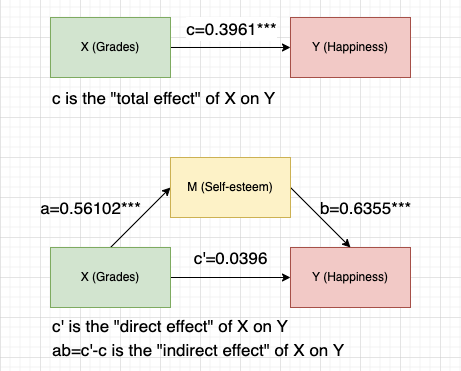 c=0.3961***
X (Grades)
Y (Happiness)
c is the "total effect" of X on Y
M (Self-esteem)
a=0.56102***
b=0.6355***
c'=0.0396
X (Grades)
Y (Happiness)
c' is the "direct effect" of X on Y
ab=c'-c is the "indirect effect" of X on Y